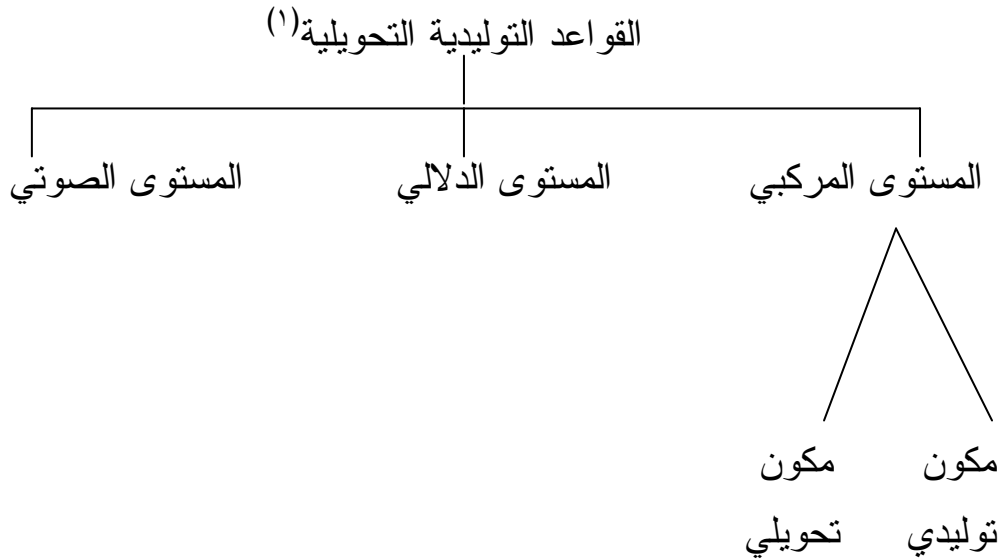 القواعد التوليدية التحويلية(١)
المستوى المركبي المستوى الدلالي المستوى الصوتي
مكون مكون
توليدي تحويلي